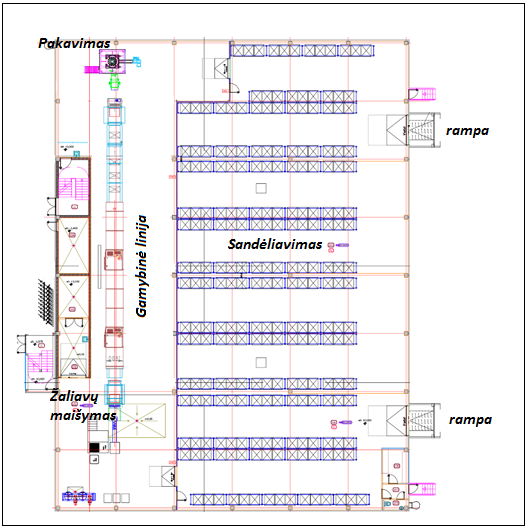 Pakavimas
rampa
Gamybinė linija
Sandėliavimas
Žaliavų
maišymas
rampa